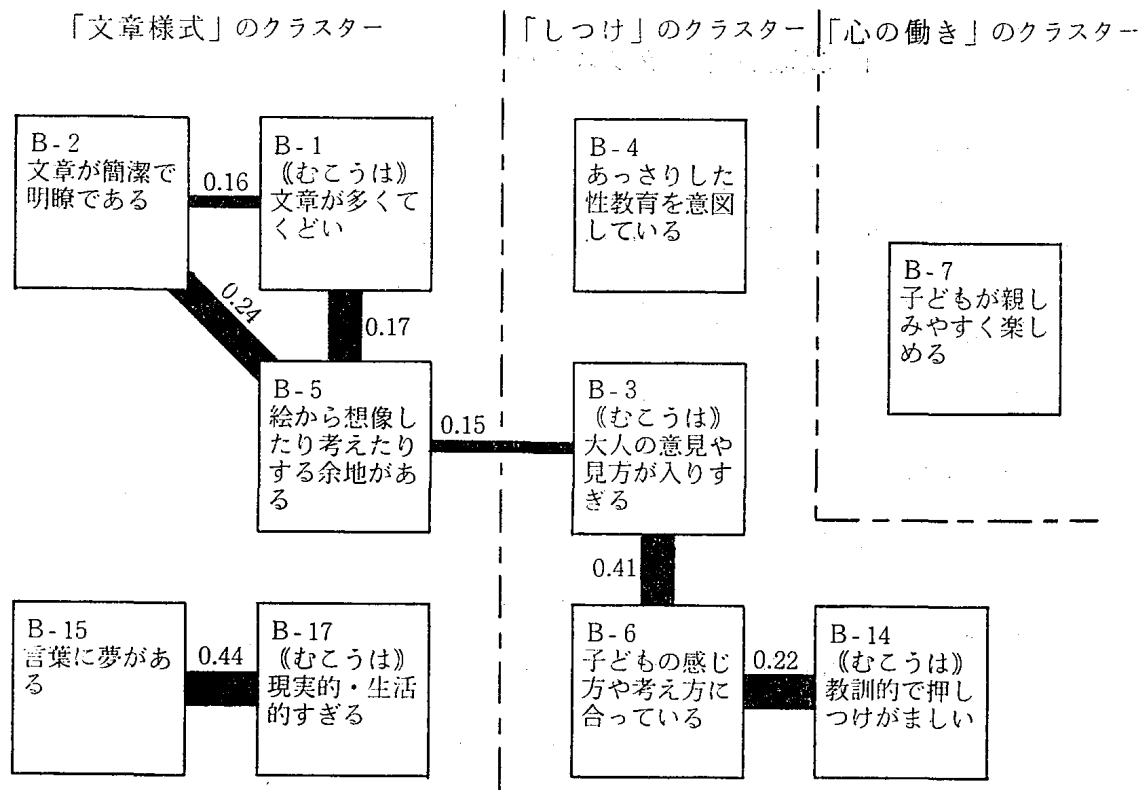 「文章様式」のクラスター
「しつけ」のクラスター
「心の働き」のクラスター
B-2
文章が簡潔で
明瞭である
0.16
B-1
《むこうは》
文章が多くて
くどい
B-4
あっさりした
性教育を意図
している
B-7
子どもが親し
みやすく楽し
める
0.24
0.17
B-5
絵から想像し
たり考えたり
する余地があ
る
0.15
B-3
《むこうは》
大人の意見や
見方が入りす
ぎる
0.41
B-15
言葉に夢があ
る
0.44
B-17
《むこうは》
現実的・生活
的すぎる
B-6
子どもの感じ
方や考え方に
合っている
0.22
B-14
《むこうは》
教訓的で押し
つけがましい